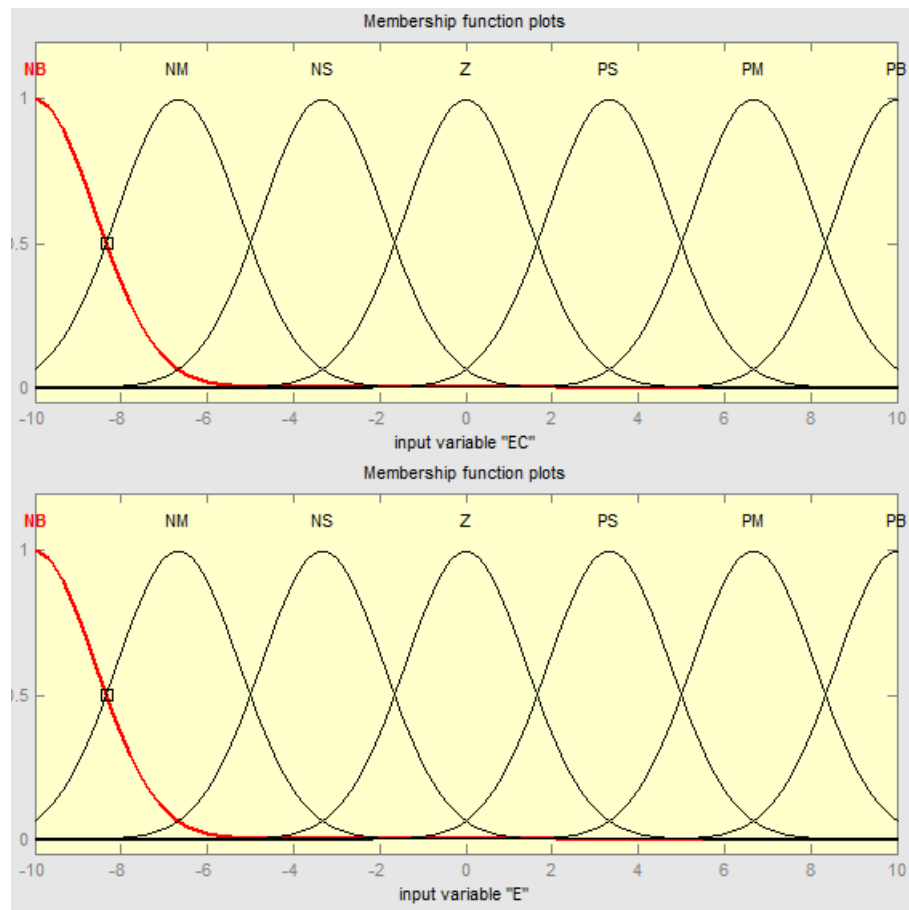 Membership function plots
NB NM NS Z PS PM PB
1
0.5
0
-10 -8 -6 -4 -2 0 2 4 6 8 10
input variable "EC"
Membership function plots
NB NM NS Z PS PM PB
1
0.5
0
-10 -8 -6 -4 -2 0 2 4 6 8 10
input variable "E"